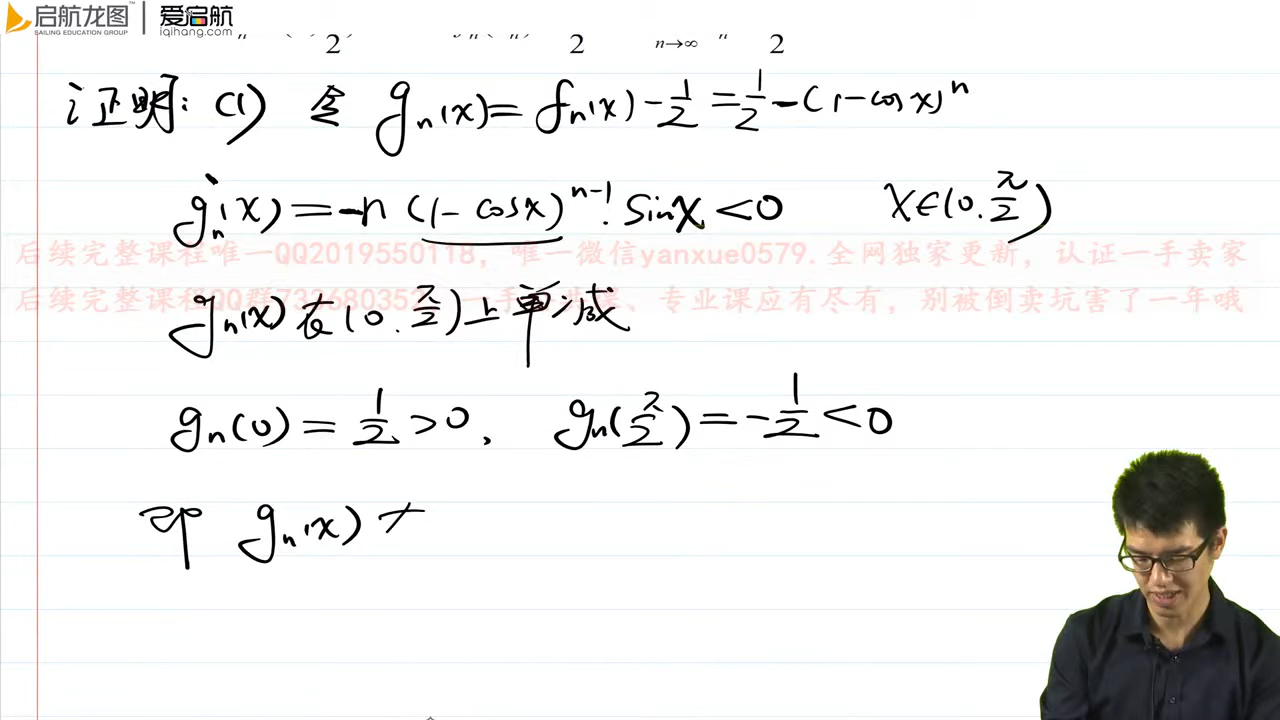 启航龙图 爱启航
SAILING EDUCATION GROUP iqihang.com
2 2 n→∞ 2
证明: (1) 令 gₙ(x) = fₙ(x) - 1/2 = 1/2 - (1 - cosx)ⁿ
gₙ'(x) = -n (1 - cosx)ⁿ⁻¹ · sinx < 0 x∈(0. π/2)
后续完整课程唯一QQ2019550118, 唯一微信yanxue0579.全网独家更新, 认证一手卖家
后续完整课程QQ群 专业课应有尽有, 别被倒卖坑害了一年哦
gₙ(x) 在(0. π/2)上单减
gₙ(0) = 1/2 > 0, gₙ(π/2) = -1/2 < 0
即 gₙ(x)